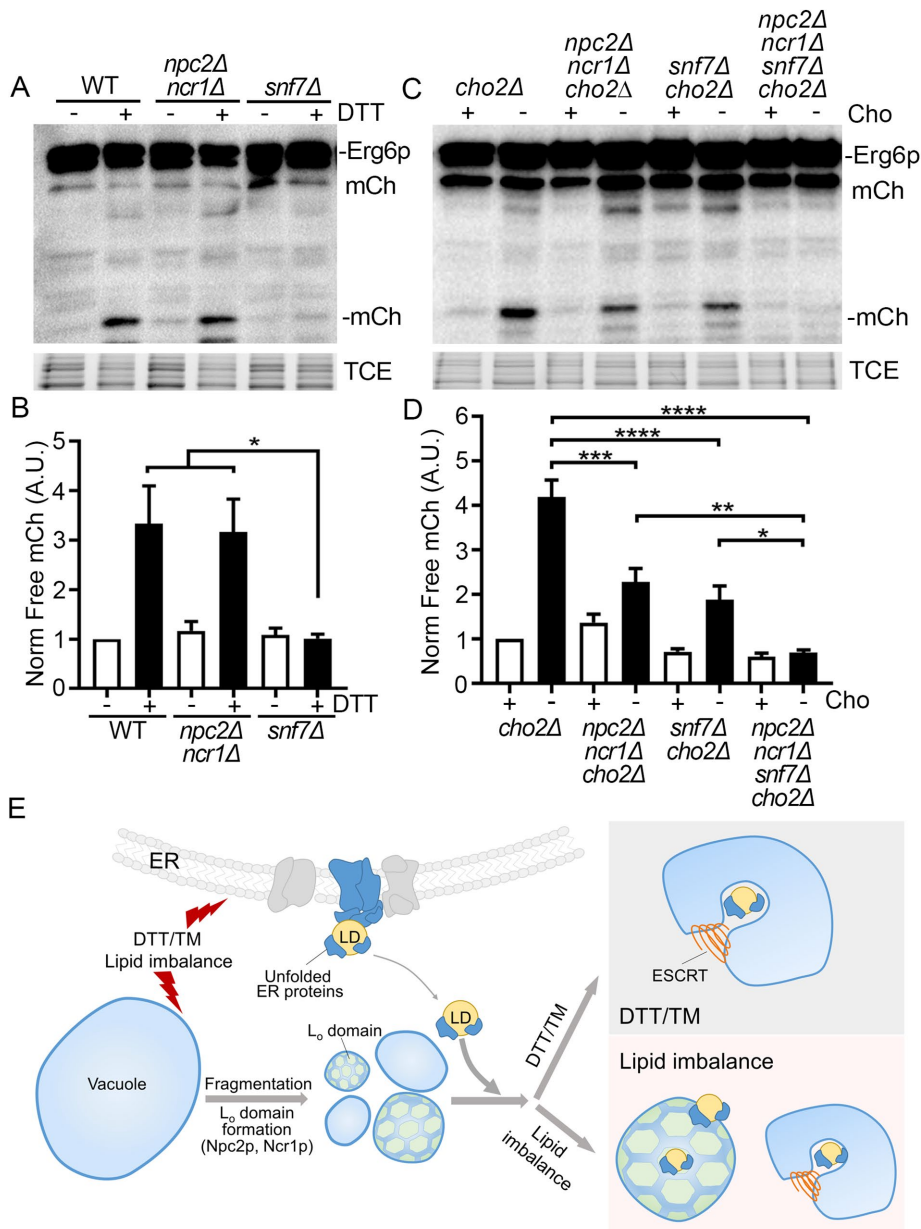 A
WT
npc2Δ
ncr1Δ
snf7Δ
- + - + - + DTT
-Erg6p
mCh
-mCh
TCE
B
Norm Free mCh (A.U.)
5
4
3
2
1
0
*
- + - + - + DTT
WT
npc2Δ
ncr1Δ
snf7Δ
C
cho2Δ
npc2Δ
ncr1Δ
cho2Δ
snf7Δ
cho2Δ
npc2Δ
ncr1Δ
snf7Δ
cho2Δ
+ - + - + - + - Cho
-Erg6p
mCh
-mCh
TCE
D
Norm Free mCh (A.U.)
6
5
4
3
2
1
0
****
****
***
**
*
+ - + - + - + - Cho
cho2Δ
npc2Δ
ncr1Δ
cho2Δ
snf7Δ
cho2Δ
npc2Δ
ncr1Δ
snf7Δ
cho2Δ
E
ER
DTT/TM
Lipid imbalance
LD
Unfolded
ER proteins
LD
Vacuole
Fragmentation
Lo domain
formation
(Npc2p, Ncr1p)
Lo domain
DTT/TM
Lipid
imbalance
ESCRT
DTT/TM
Lipid imbalance